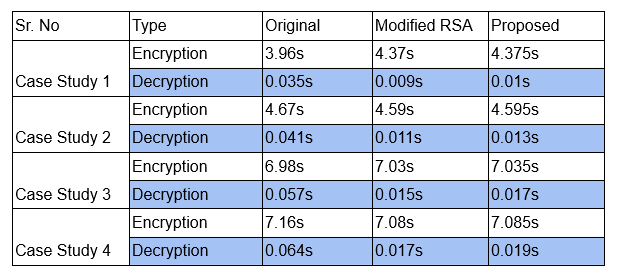 Sr. No Type Original Modified RSA Proposed
Encryption 3.96s 4.37s 4.375s
Case Study 1 Decryption 0.035s 0.009s 0.01s
Encryption 4.67s 4.59s 4.595s
Case Study 2 Decryption 0.041s 0.011s 0.013s
Encryption 6.98s 7.03s 7.035s
Case Study 3 Decryption 0.057s 0.015s 0.017s
Encryption 7.16s 7.08s 7.085s
Case Study 4 Decryption 0.064s 0.017s 0.019s